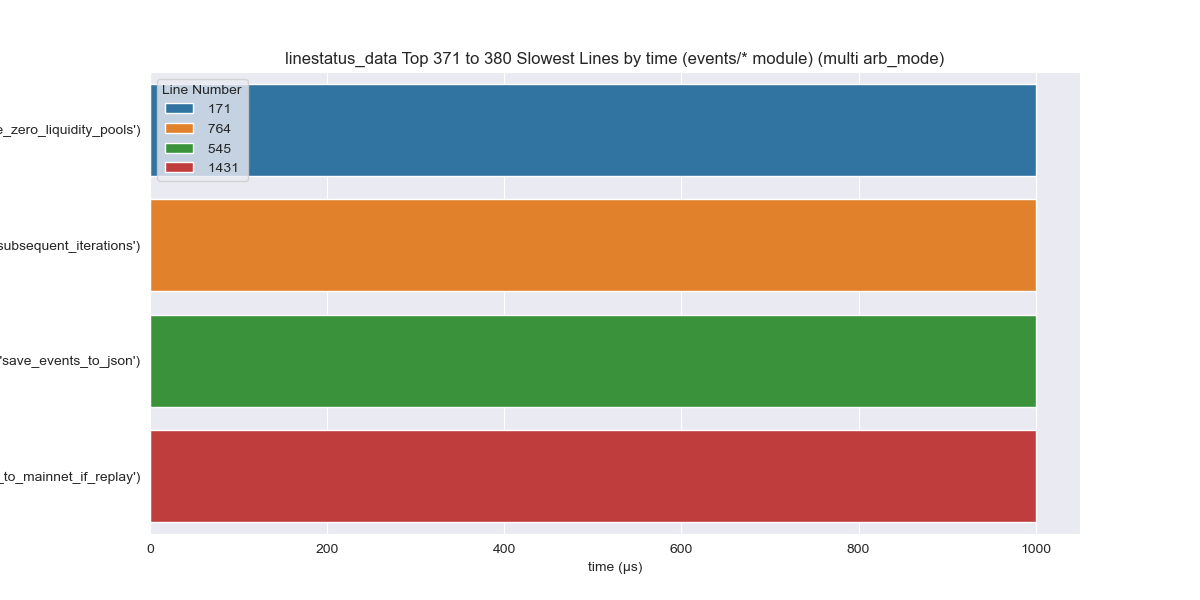 linestatus_data Top 371 to 380 Slowest Lines by time (events/* module) (multi arb_mode)
Line Number
171
764
545
1431
e_zero_liquidity_pools')
subsequent_iterations')
'save_events_to_json')
_to_mainnet_if_replay')
0 200 400 600 800 1000
time (µs)